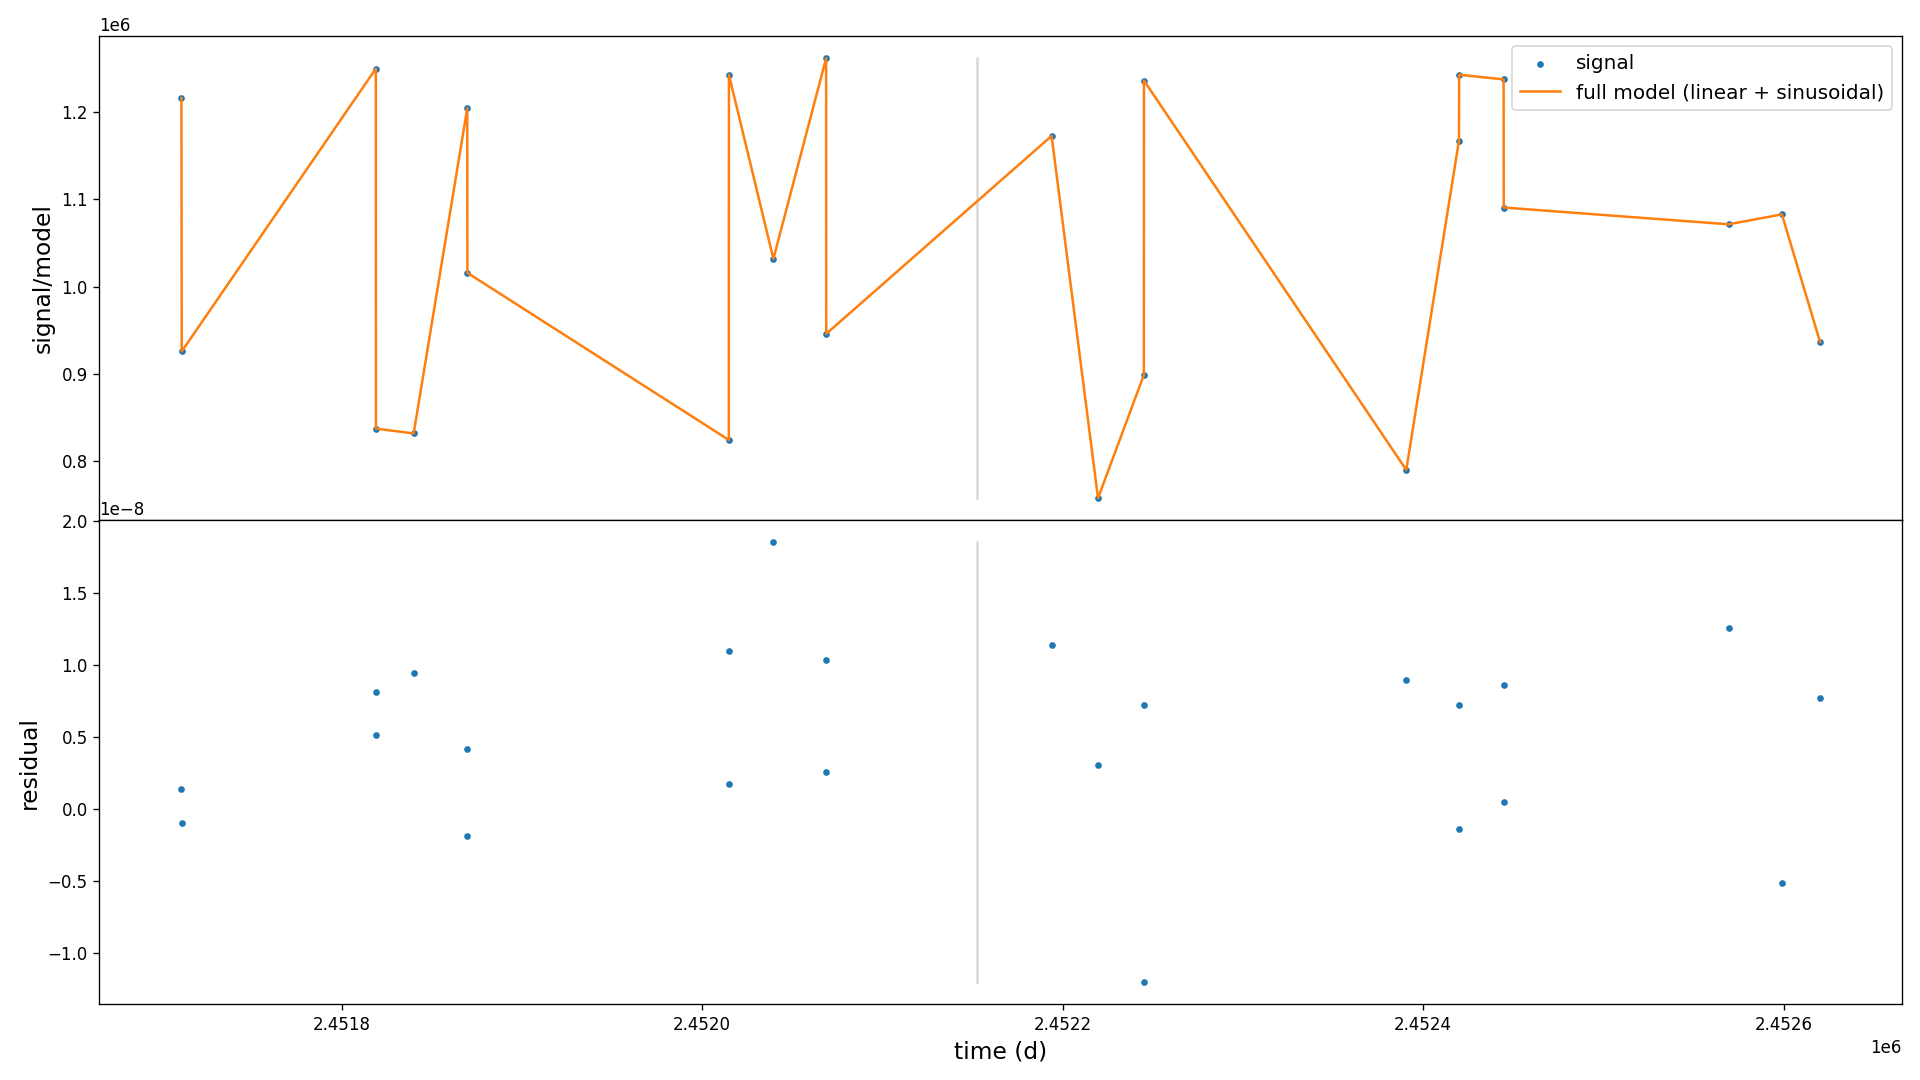 1e6
signal
full model (linear + sinusoidal)
1.2
1.1
1.0
0.9
0.8
signal/model
1e−8
2.0
1.5
1.0
0.5
0.0
−0.5
−1.0
residual
2.4518
2.4520
2.4522
2.4524
2.4526
1e6
time (d)